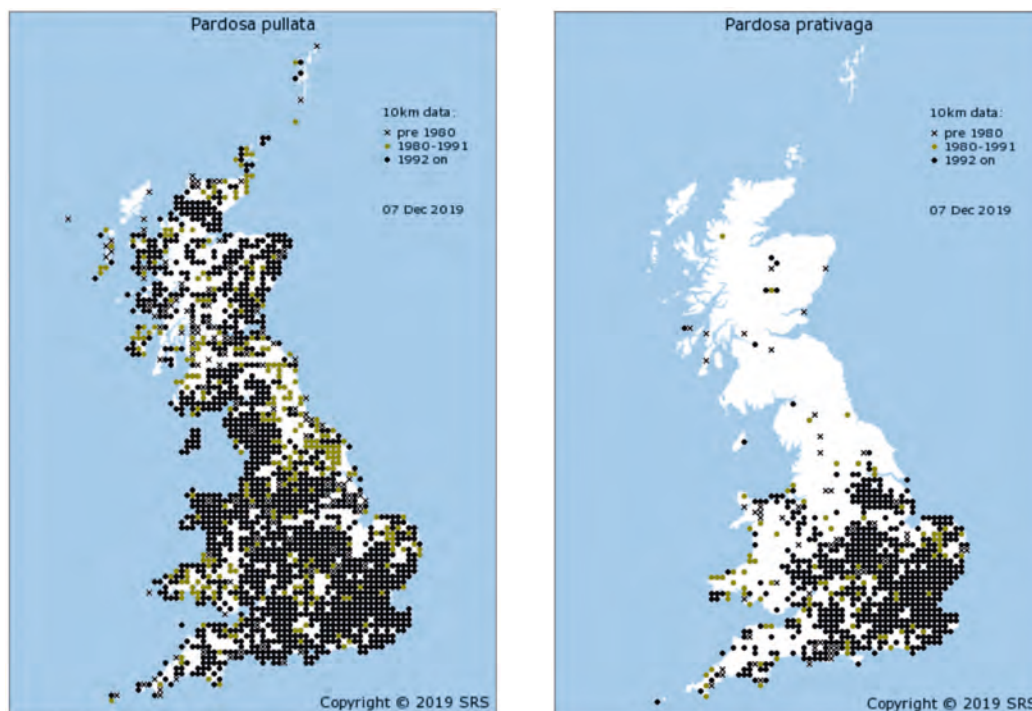 Pardosa pullata
10km data:
× pre 1980
1980-1991
1992 on
07 Dec 2019
Copyright © 2019 SRS
Pardosa prativaga
10km data:
× pre 1980
1980-1991
1992 on
07 Dec 2019
Copyright © 2019 SRS